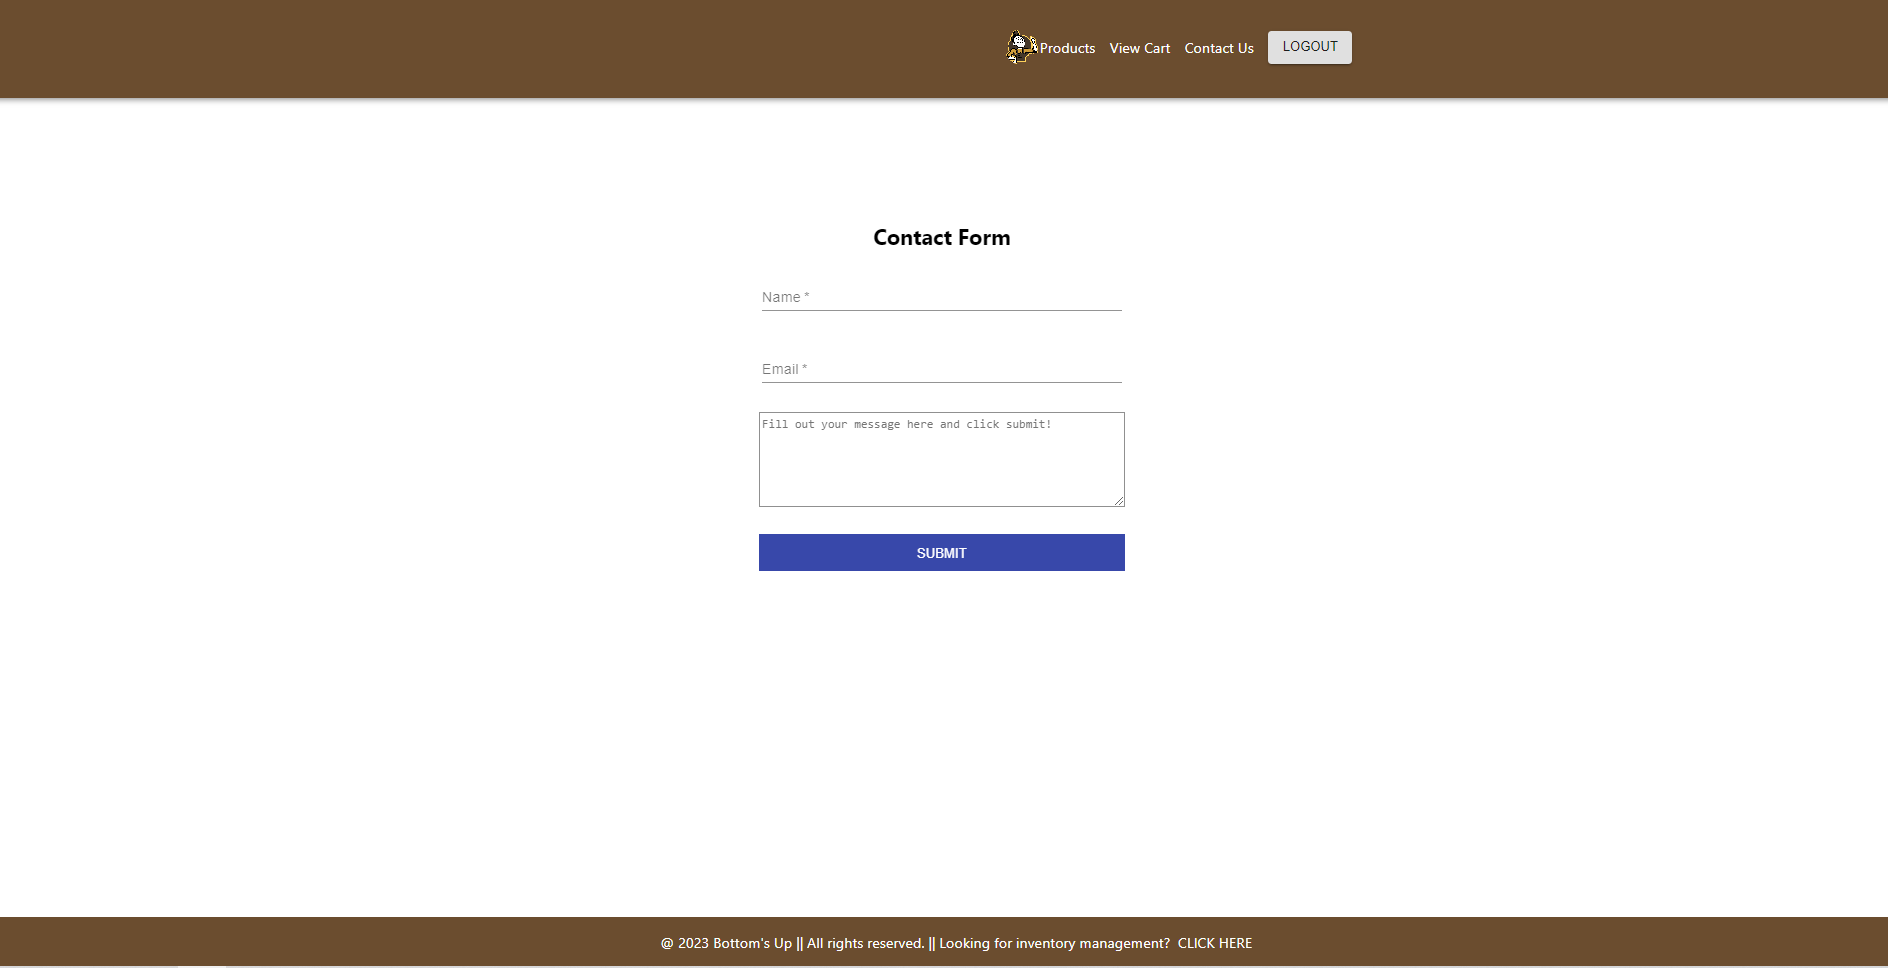 Products View Cart Contact Us LOGOUT
Contact Form
Name *
Email *
Fill out your message here and click submit!
SUBMIT
@ 2023 Bottom's Up || All rights reserved. || Looking for inventory management? CLICK HERE